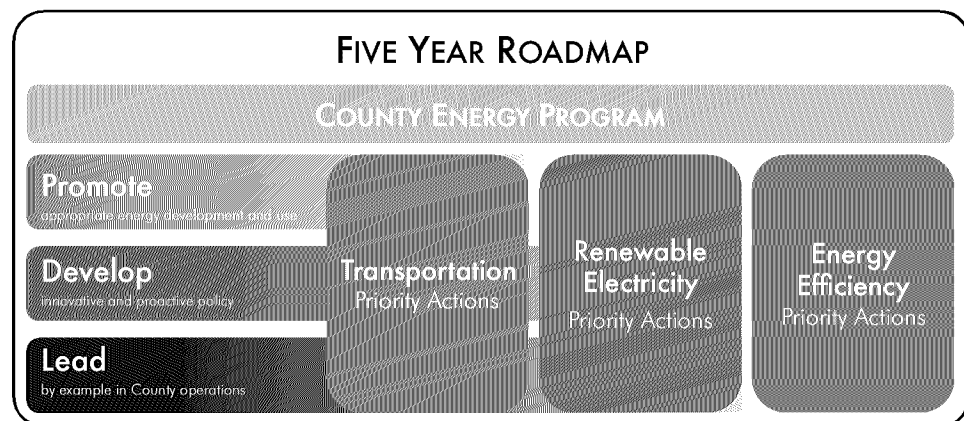 FIVE YEAR ROADMAP
COUNTY ENERGY PROGRAM
Promote
appropriate energy development and use
Develop
innovative and proactive policy
Lead
by example in County operations
Transportation
Priority Actions
Renewable
Electricity
Priority Actions
Energy
Efficiency
Priority Actions